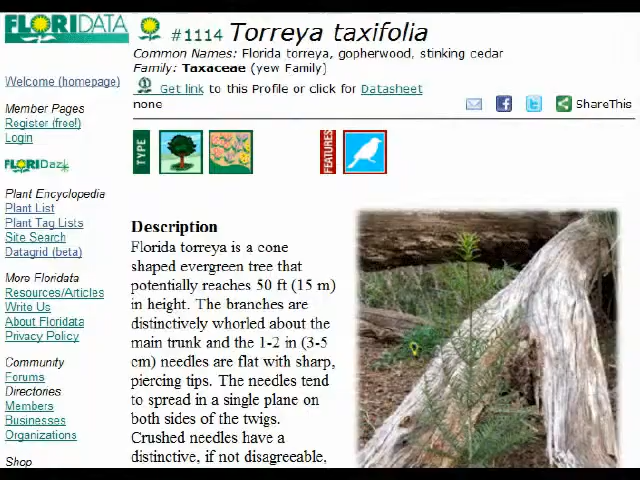 FLORIDATA
#1114 Torreya taxifolia
Common Names: Florida torreya, gopherwood, stinking cedar
Family: Taxaceae (yew Family)
Get link to this Profile or click for Datasheet
none
ShareThis
Welcome (homepage)
Member Pages
Register (free!)
Login
FLORIDaz
Plant Encyclopedia
Plant List
Plant Tag Lists
Site Search
Datagrid (beta)
More Floridata
Resources/Articles
Write Us
About Floridata
Privacy Policy
Community
Forums
Directories
Members
Businesses
Organizations
Shop
TYPE
FEATURES
Description
Florida torreya is a cone
shaped evergreen tree that
potentially reaches 50 ft (15 m)
in height. The branches are
distinctively whorled about the
main trunk and the 1-2 in (3-5
cm) needles are flat with sharp,
piercing tips. The needles tend
to spread in a single plane on
both sides of the twigs.
Crushed needles have a
distinctive, if not disagreeable,